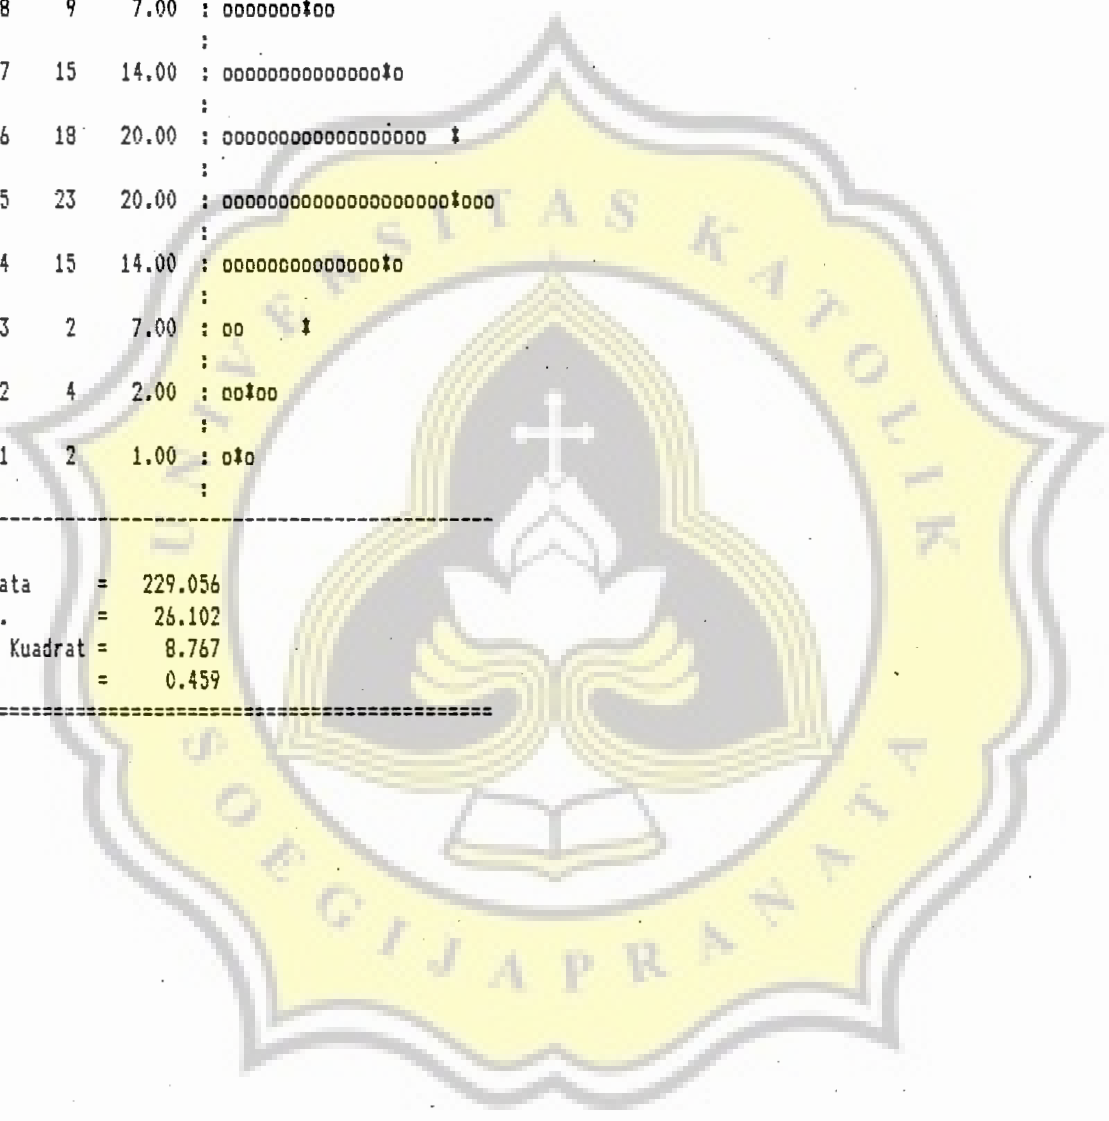 8 9 7.00 : ooooooo*oo
:
7 15 14.00 : oooooooooooooo*o
:
6 18 20.00 : oooooooooooooooooo *
:
5 23 20.00 : oooooooooooooooooooo*ooo
:
4 15 14.00 : oooooooooooooo*o
:
3 2 7.00 : oo *
:
2 4 2.00 : oo*oo
:
1 2 1.00 : o*o
:
--------------------------------------------
ata = 229.056
. = 26.102
Kuadrat = 8.767
= 0.459
============================================
UNIVERSITAS KATOLIK
SOEGIJAPRANATA